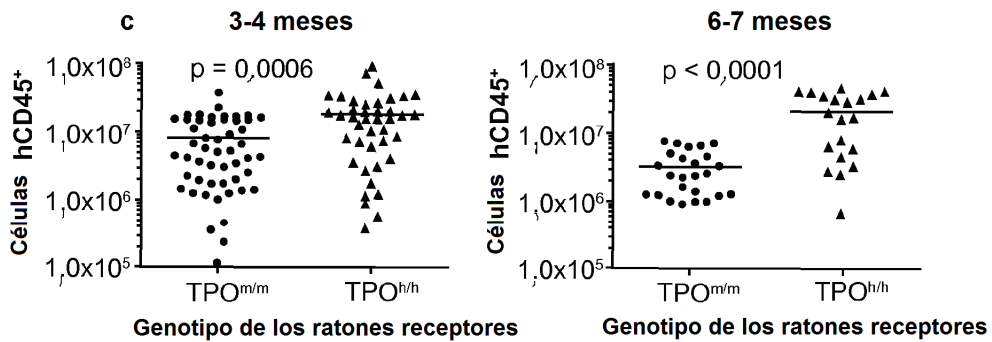 c
3-4 meses
Células hCD45⁺
1,0x10⁸
1,0x10⁷
1,0x10⁶
1,0x10⁵
p = 0,0006
TPOᵐ/ᵐ
TPOʰ/ʰ
Genotipo de los ratones receptores
6-7 meses
Células hCD45⁺
1,0x10⁸
1,0x10⁷
1,0x10⁶
1,0x10⁵
p < 0,0001
TPOᵐ/ᵐ
TPOʰ/ʰ
Genotipo de los ratones receptores